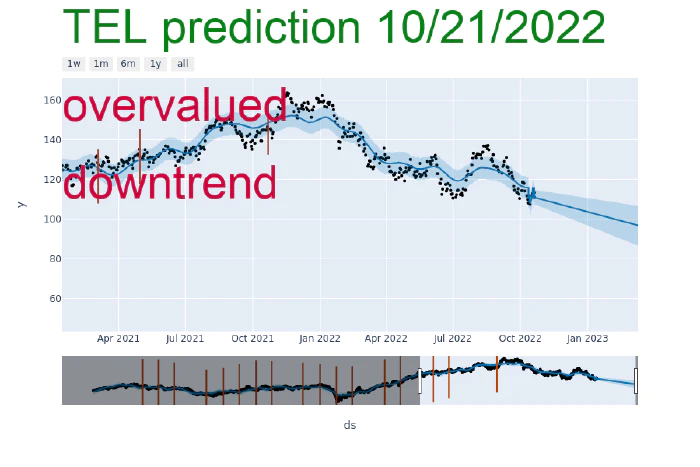 TEL prediction 10/21/2022
1w 1m 6m 1y all
160
overvalued
140
120
downtrend
y
100
80
60
Apr 2021 Jul 2021 Oct 2021 Jan 2022 Apr 2022 Jul 2022 Oct 2022 Jan 2023
ds